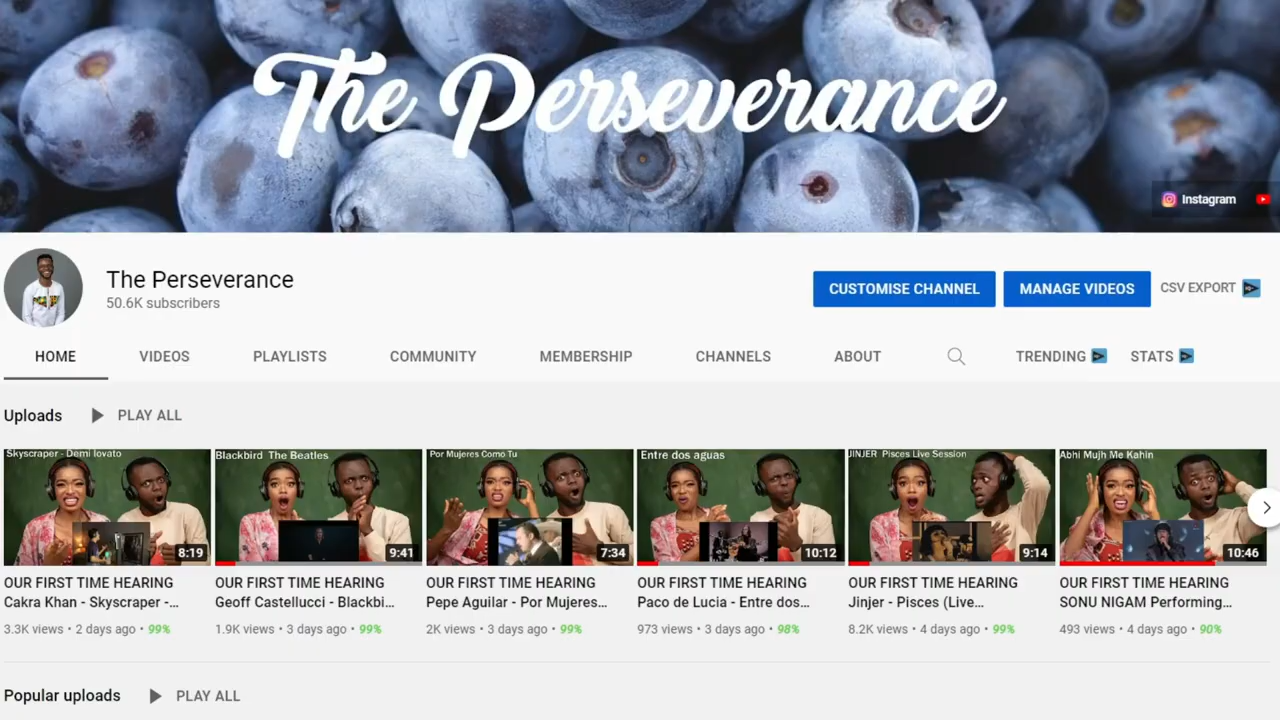 The Perseverance
Instagram
The Perseverance
50.6K subscribers
CUSTOMISE CHANNEL
MANAGE VIDEOS
CSV EXPORT
HOME
VIDEOS
PLAYLISTS
COMMUNITY
MEMBERSHIP
CHANNELS
ABOUT
TRENDING
STATS
Uploads
PLAY ALL
Skyscraper - Demi lovato
8:19
Blackbird The Beatles
9:41
Por Mujeres Como Tu
7:34
Entre dos aguas
10:12
JINJER Pisces Live Session
9:14
Abhi Mujh Me Kahin
10:46
OUR FIRST TIME HEARING
Cakra Khan - Skyscraper -...
3.3K views • 2 days ago • 99%
OUR FIRST TIME HEARING
Geoff Castellucci - Blackbi...
1.9K views • 3 days ago • 99%
OUR FIRST TIME HEARING
Pepe Aguilar - Por Mujeres...
2K views • 3 days ago • 99%
OUR FIRST TIME HEARING
Paco de Lucia - Entre dos...
973 views • 3 days ago • 98%
OUR FIRST TIME HEARING
Jinjer - Pisces (Live...
8.2K views • 4 days ago • 99%
OUR FIRST TIME HEARING
SONU NIGAM Performing...
493 views • 4 days ago • 90%
Popular uploads
PLAY ALL